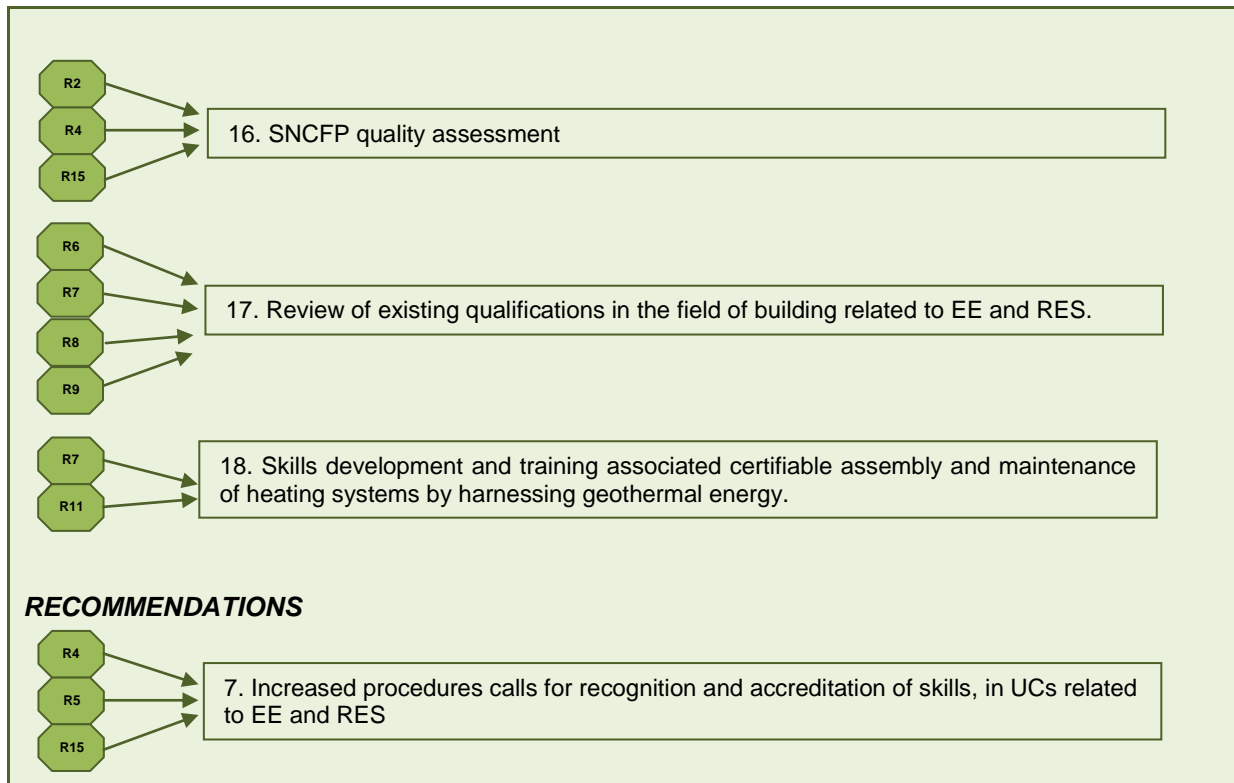 R2
R4
R15
16. SNCFP quality assessment
R6
R7
R8
R9
17. Review of existing qualifications in the field of building related to EE and RES.
R7
R11
18. Skills development and training associated certifiable assembly and maintenance
of heating systems by harnessing geothermal energy.
RECOMMENDATIONS
R4
R5
R15
7. Increased procedures calls for recognition and accreditation of skills, in UCs related
to EE and RES